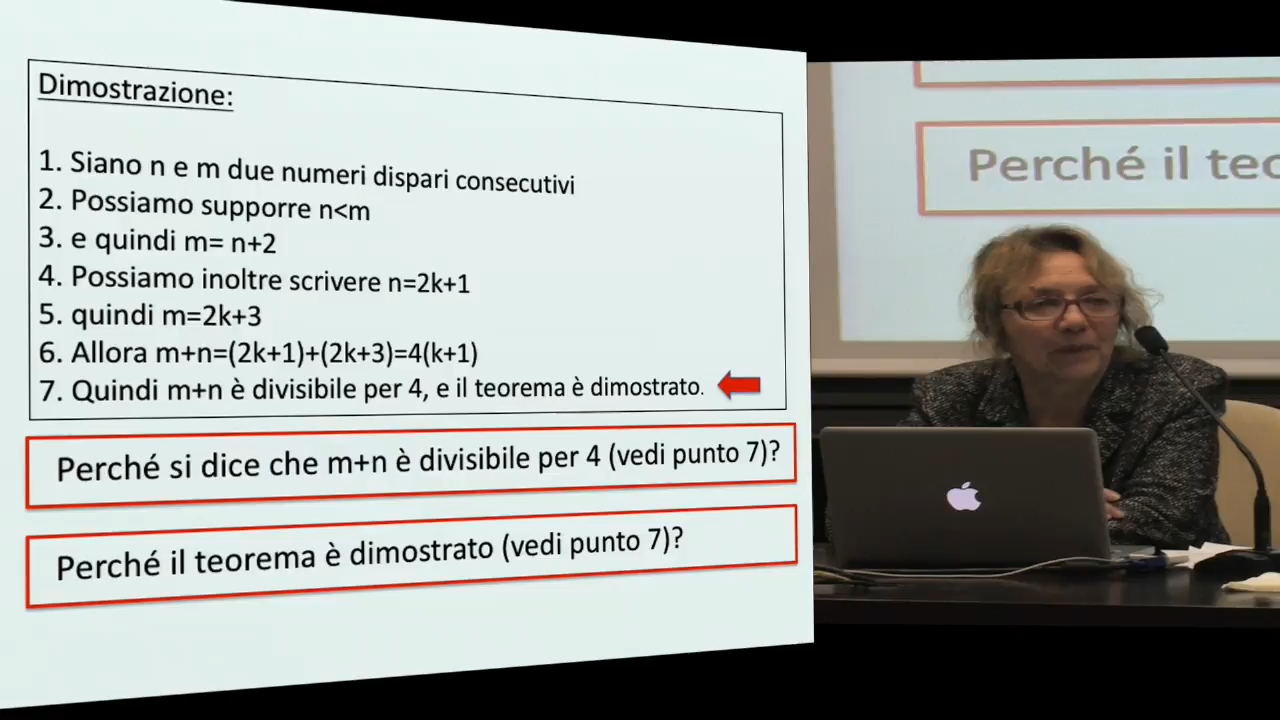 Dimostrazione:
1. Siano n e m due numeri dispari consecutivi
2. Possiamo supporre n<m
3. e quindi m= n+2
4. Possiamo inoltre scrivere n=2k+1
5. quindi m=2k+3
6. Allora m+n=(2k+1)+(2k+3)=4(k+1)
7. Quindi m+n è divisibile per 4, e il teorema è dimostrato.
Perché si dice che m+n è divisibile per 4 (vedi punto 7)?
Perché il teorema è dimostrato (vedi punto 7)?
Perché il teo